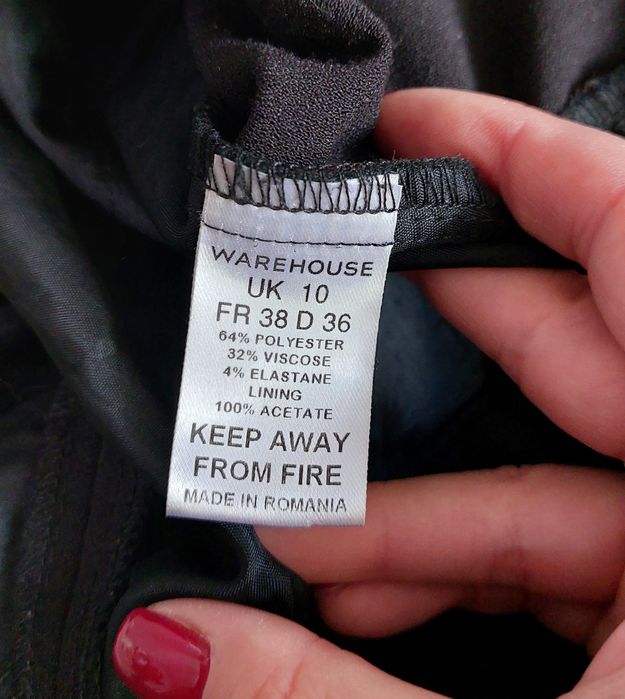 WAREHOUSE
UK 10
FR 38 D 36
64% POLYESTER
32% VISCOSE
4% ELASTANE
LINING
100% ACETATE
KEEP AWAY
FROM FIRE
MADE IN ROMANIA